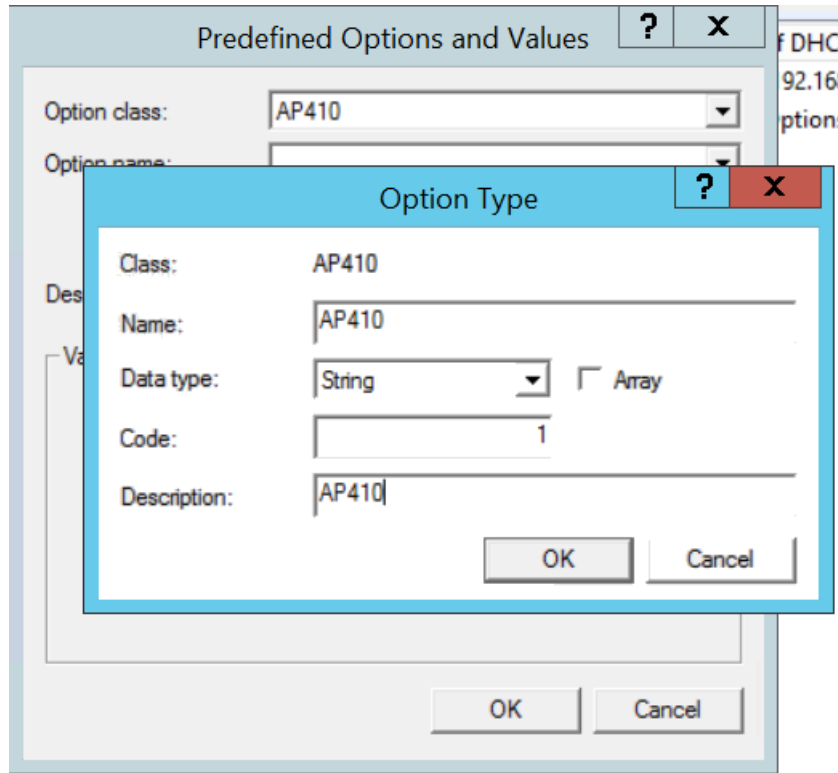 Predefined Options and Values
? X
f DHC
92.16
ption
Option class: AP410
Option name:
Option Type
? X
Class: AP410
Des
Name: AP410
Va
Data type: String Array
Code: 1
Description: AP410
OK Cancel
OK Cancel